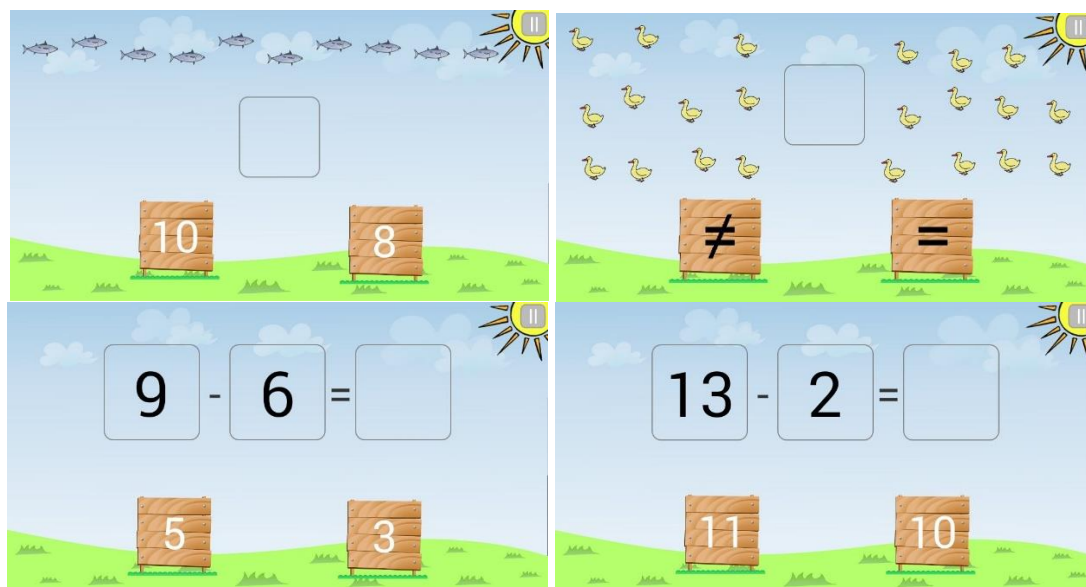 10 8
≠ =
9 - 6 =
5 3
13 - 2 =
11 10